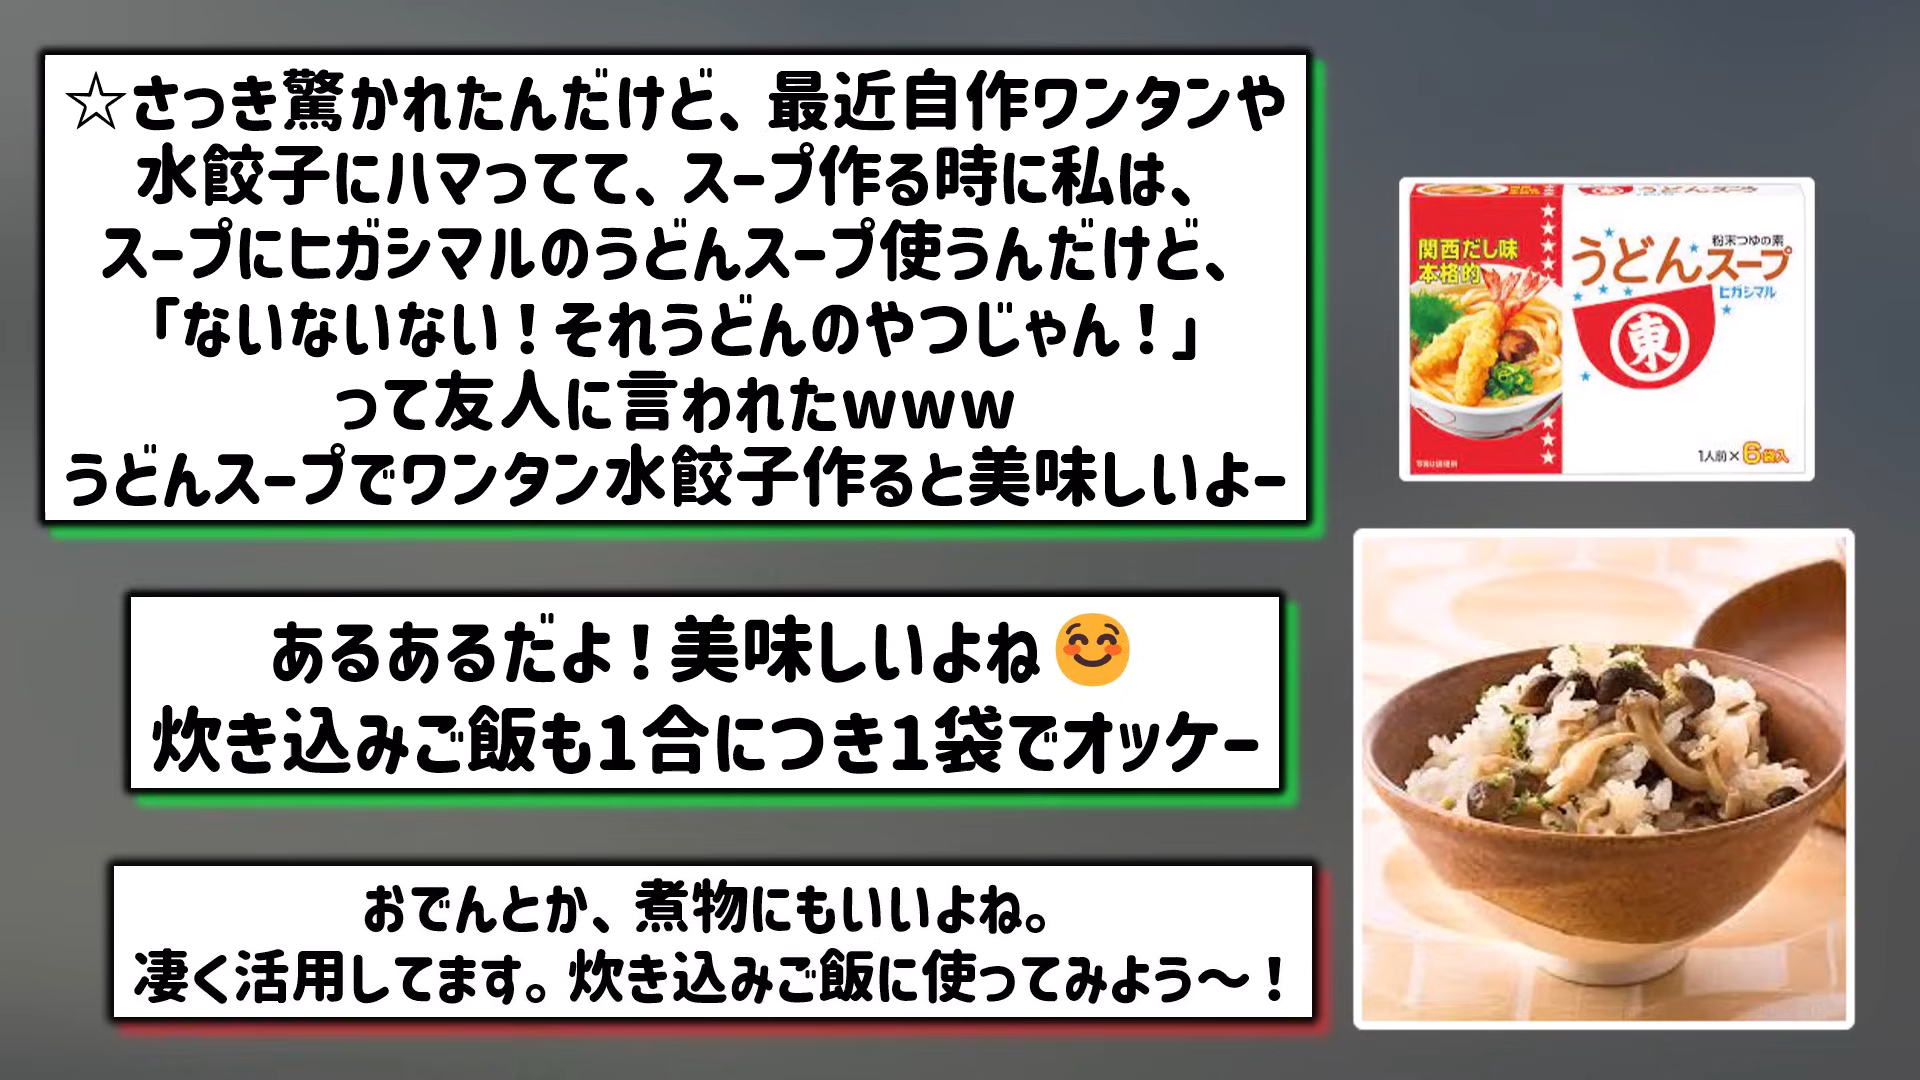 ☆さっき驚かれたんだけど、最近自作ワンタンや
水餃子にハマってて、スープ作る時に私は、
スープにヒガシマルのうどんスープ使うんだけど、
「ないないない！それうどんのやつじゃん！」
って友人に言われたｗｗｗ
うどんスープでワンタン水餃子作ると美味しいよー
関西だし味
本格的
粉末つゆの素
うどんスープ
ヒガシマル
東
1人前×6袋入
あるあるだよ！美味しいよね😊
炊き込みご飯も1合につき1袋でオッケー
おでんとか、煮物にもいいよね。
凄く活用してます。炊き込みご飯に使ってみよう〜！